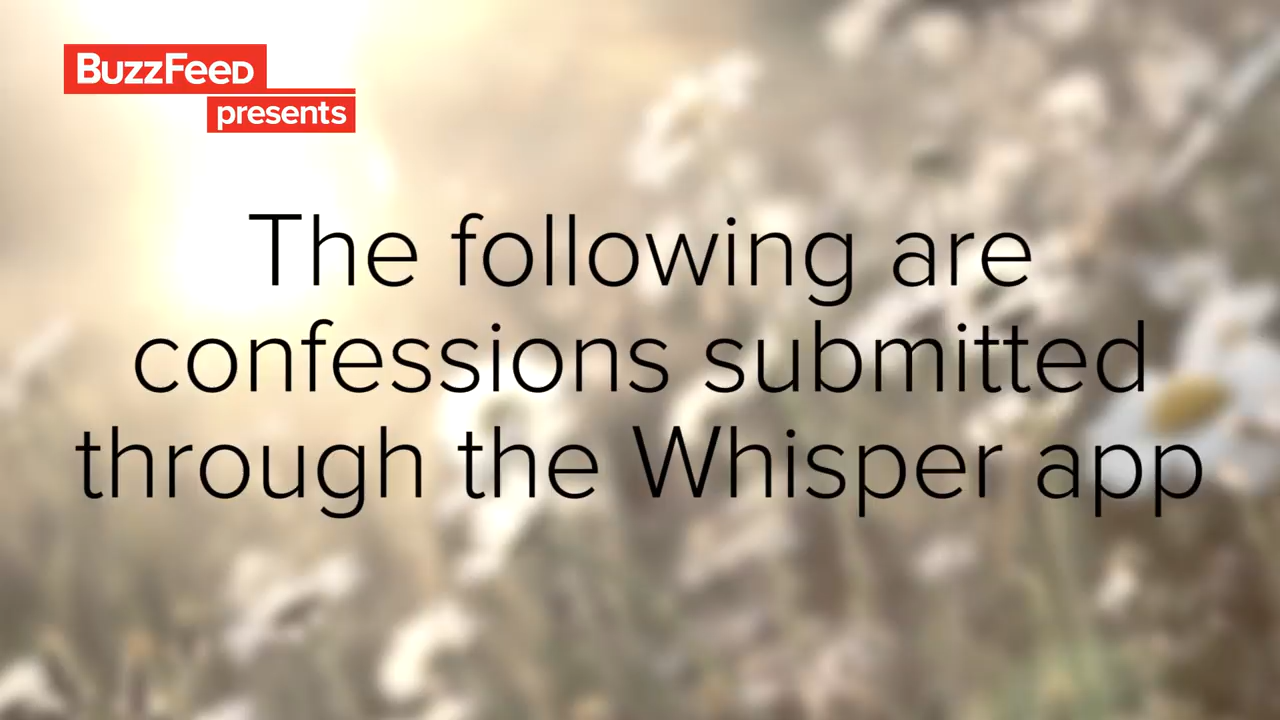 BuzzFeed
presents
The following are
confessions submitted
through the Whisper app